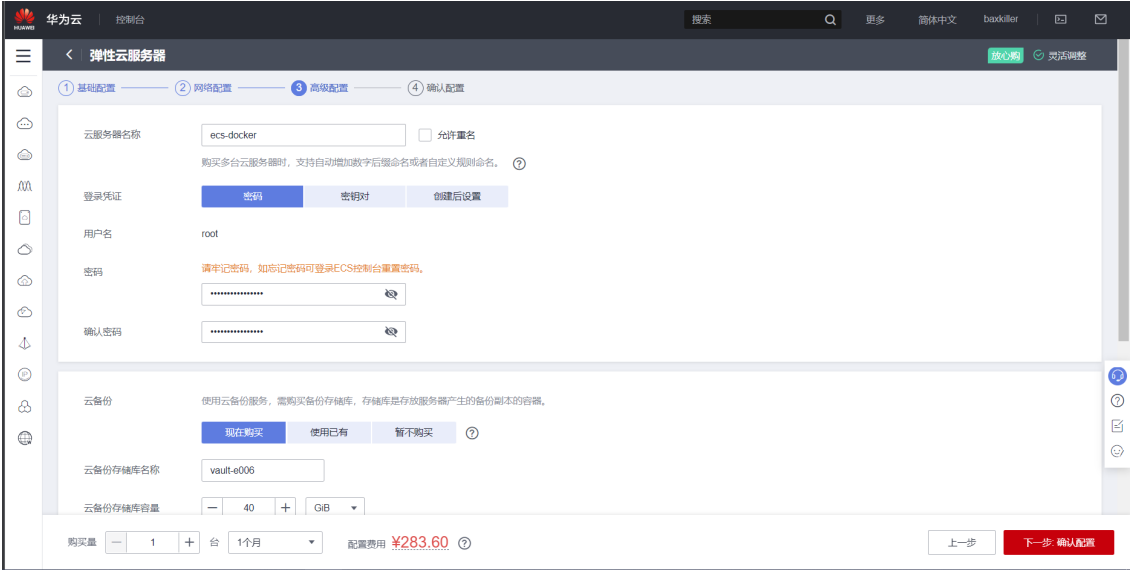 HUAWEI 华为云 控制台 搜索 更多 简体中文 baxkiller
弹性云服务器 放心购 灵活调整
1 基础配置 2 网络配置 3 高级配置 4 确认配置
云服务器名称 ecs-docker 允许重名
购买多台云服务器时，支持自动增加数字后缀命名或者自定义规则命名。
登录凭证 密码 密钥对 创建后设置
用户名 root
密码 请牢记密码，如忘记密码可登录ECS控制台重置密码。
确认密码
云备份 使用云备份服务，需购买备份存储库，存储库是存放服务器产生的备份副本的容器。
现在购买 使用已有 暂不购买
云备份存储库名称 vault-e006
云备份存储库容量 40 GiB
购买量 1 台 1个月 配置费用 ¥283.60 上一步 下一步: 确认配置